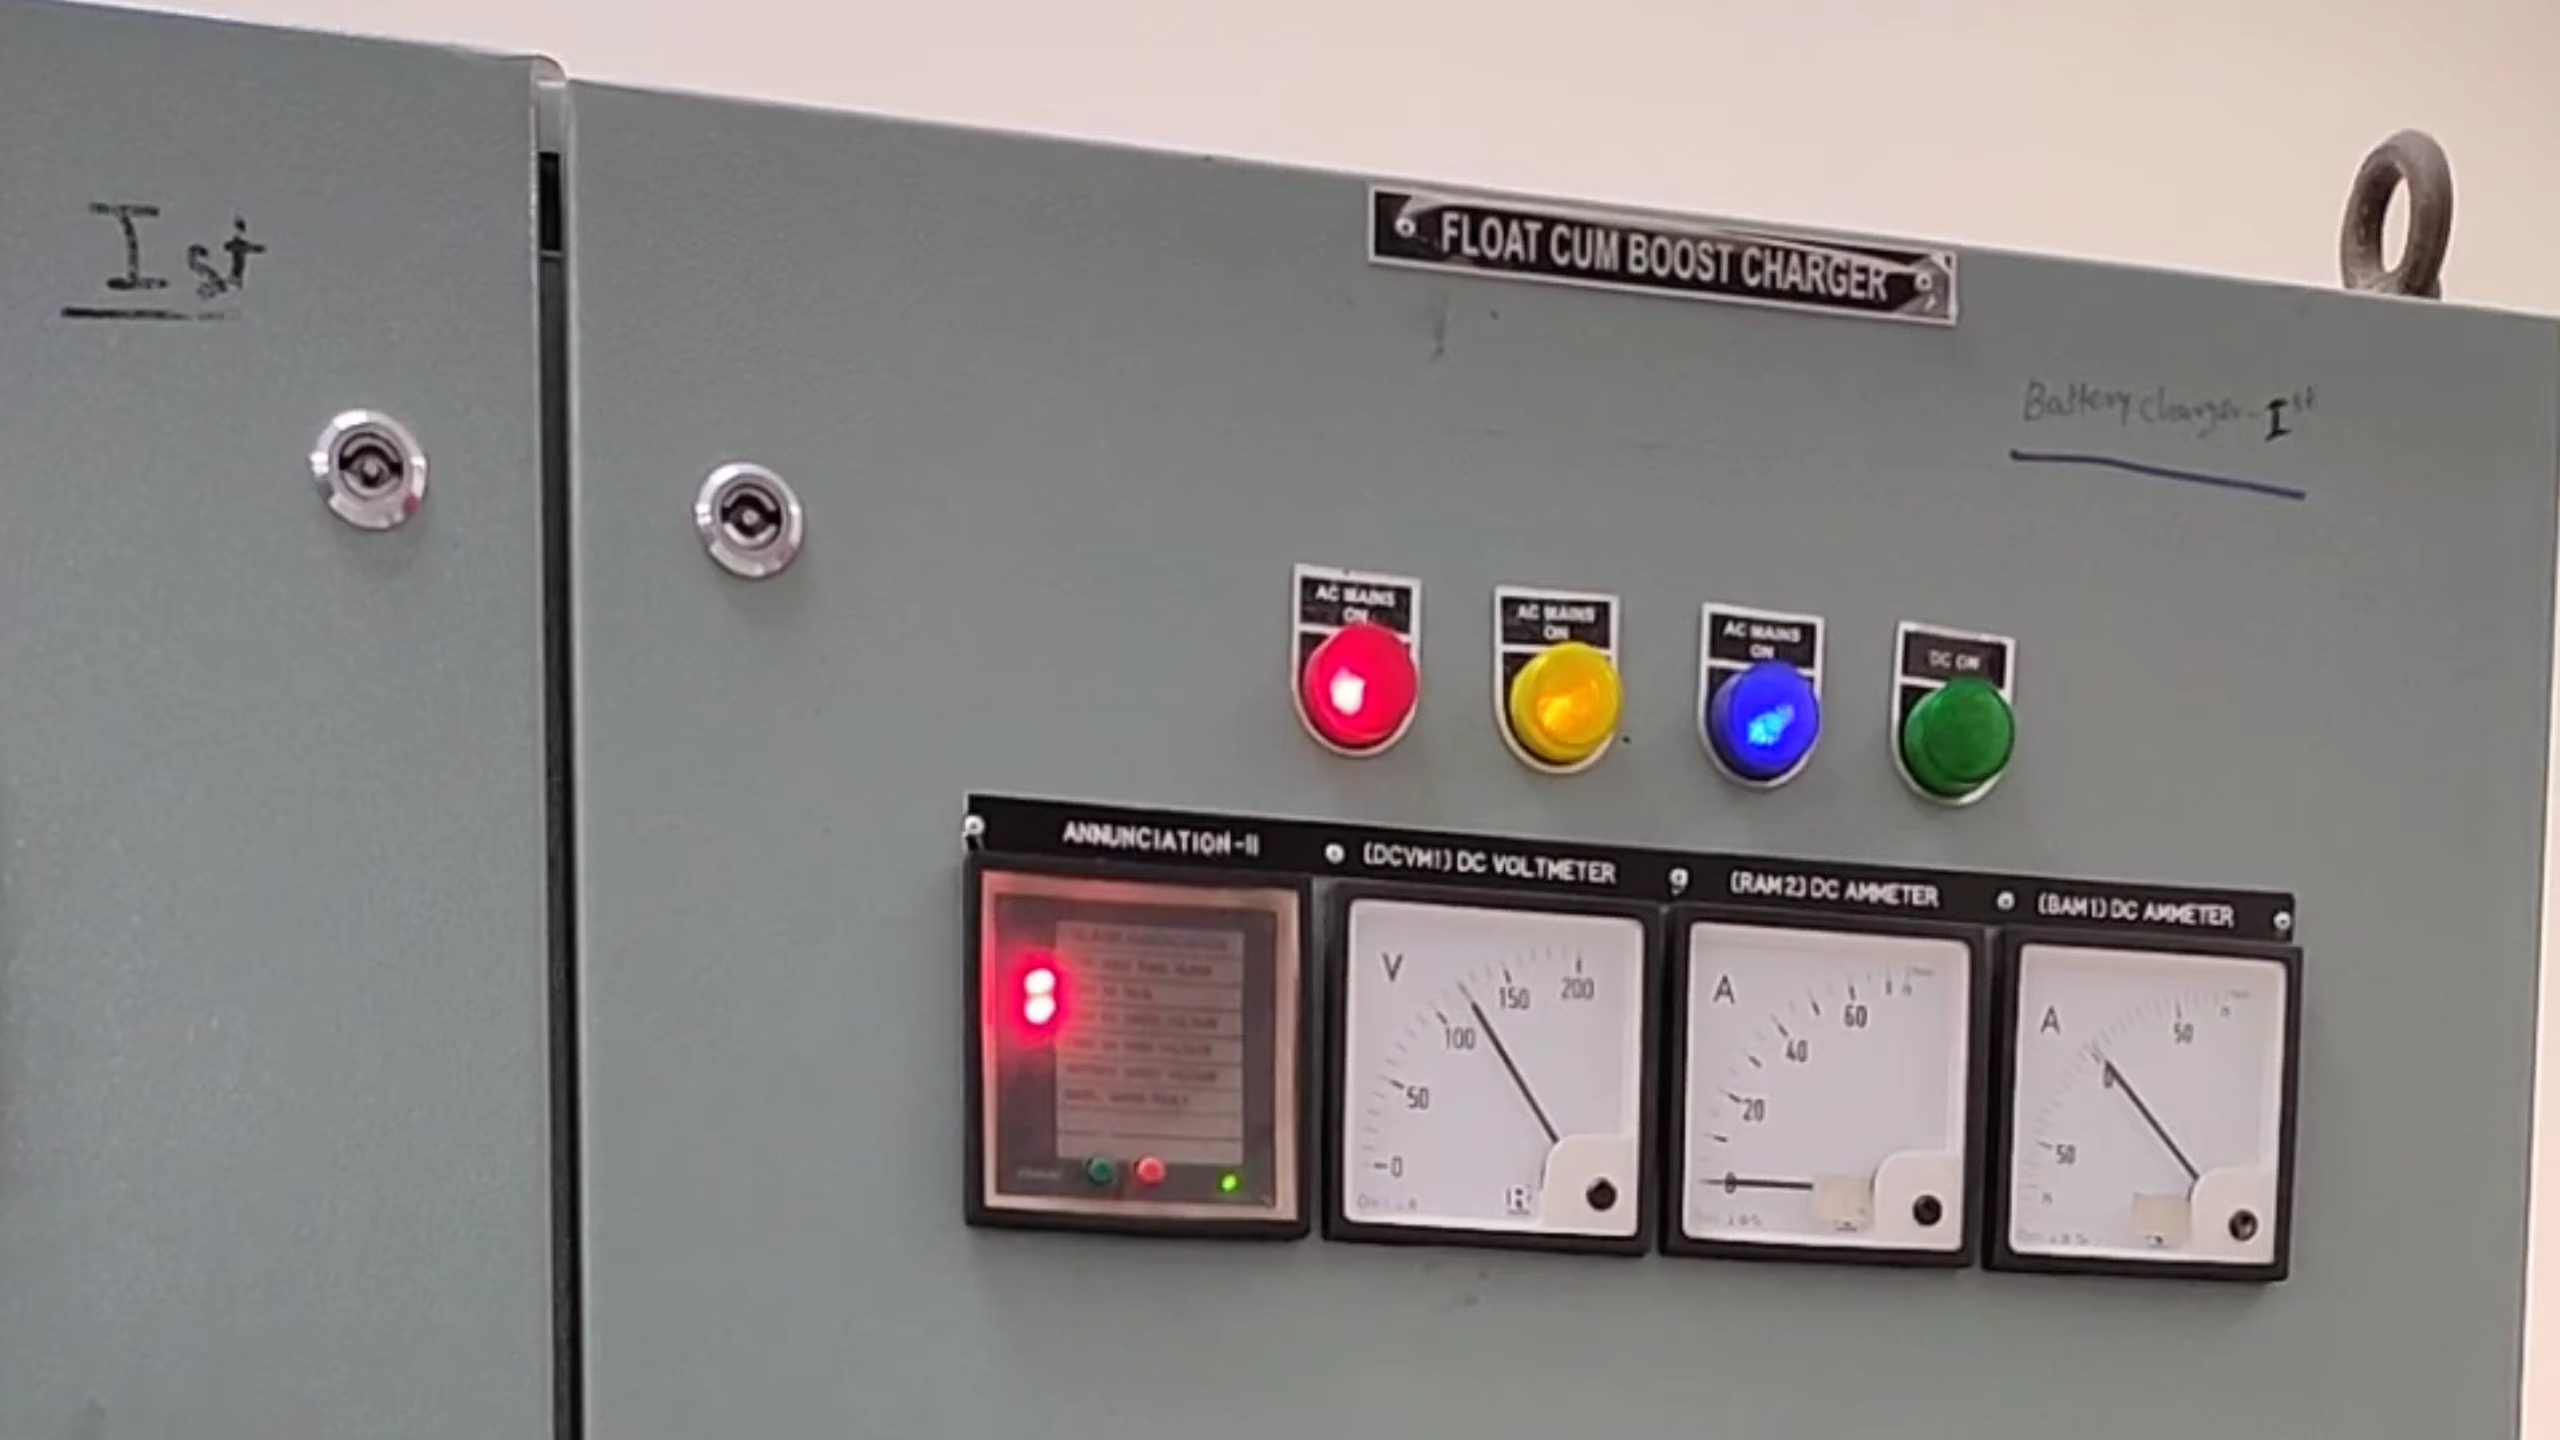 Ist
FLOAT CUM BOOST CHARGER
Battery charger - Ist
AC MAINS
ON
AC MAINS
ON
AC MAINS
ON
DC ON
ANNUNCIATION-II
(DCVM1) DC VOLTMETER
(RAM2) DC AMMETER
(BAM1) DC AMMETER
V
0
50
100
150
200
A
0
20
40
60
A
50
0
50